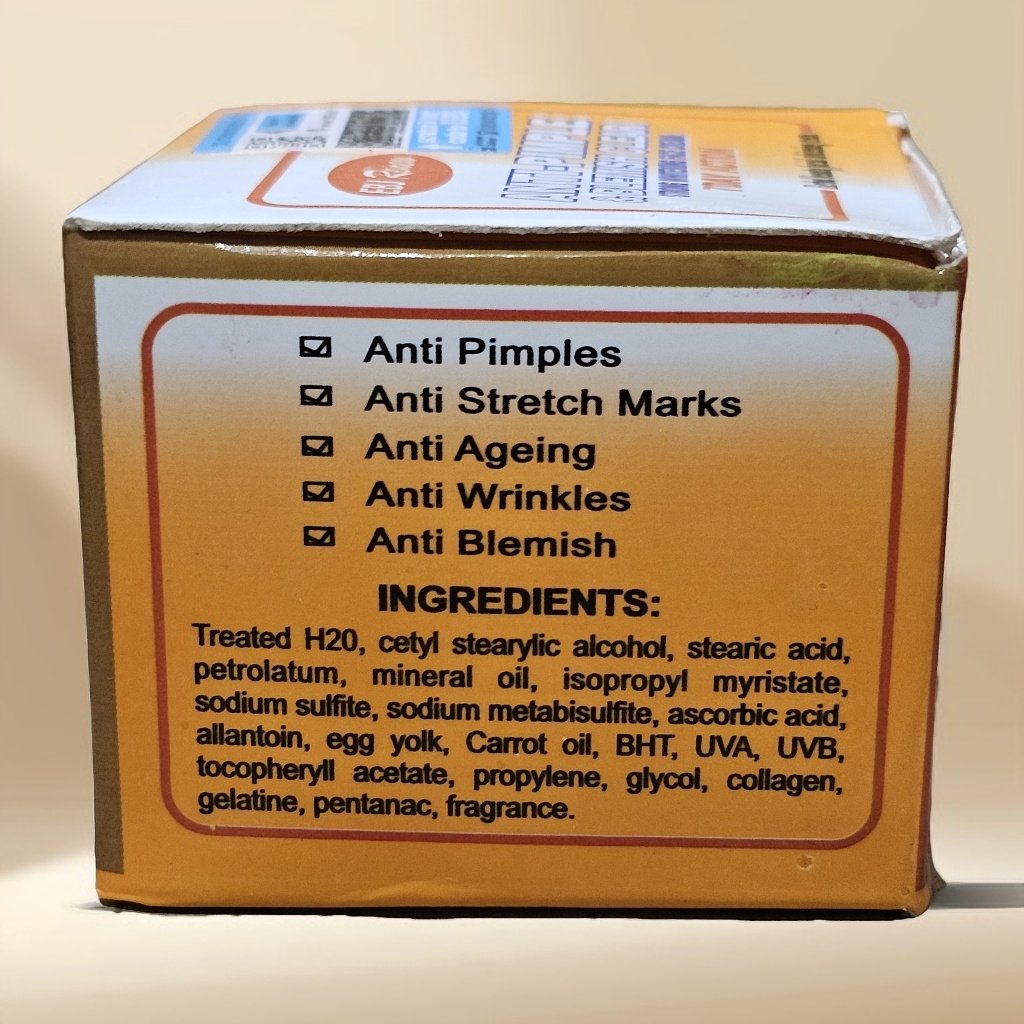 ANTI-PIMPLES
Anti Pimples
Anti Stretch Marks
Anti Ageing
Anti Wrinkles
Anti Blemish
INGREDIENTS:
Treated H20, cetyl stearylic alcohol, stearic acid,
petrolatum, mineral oil, isopropyl myristate,
sodium sulfite, sodium metabisulfite, ascorbic acid,
allantoin, egg yolk, Carrot oil, BHT, UVA, UVB,
tocopheryll acetate, propylene, glycol, collagen,
gelatine, pentanac, fragrance.